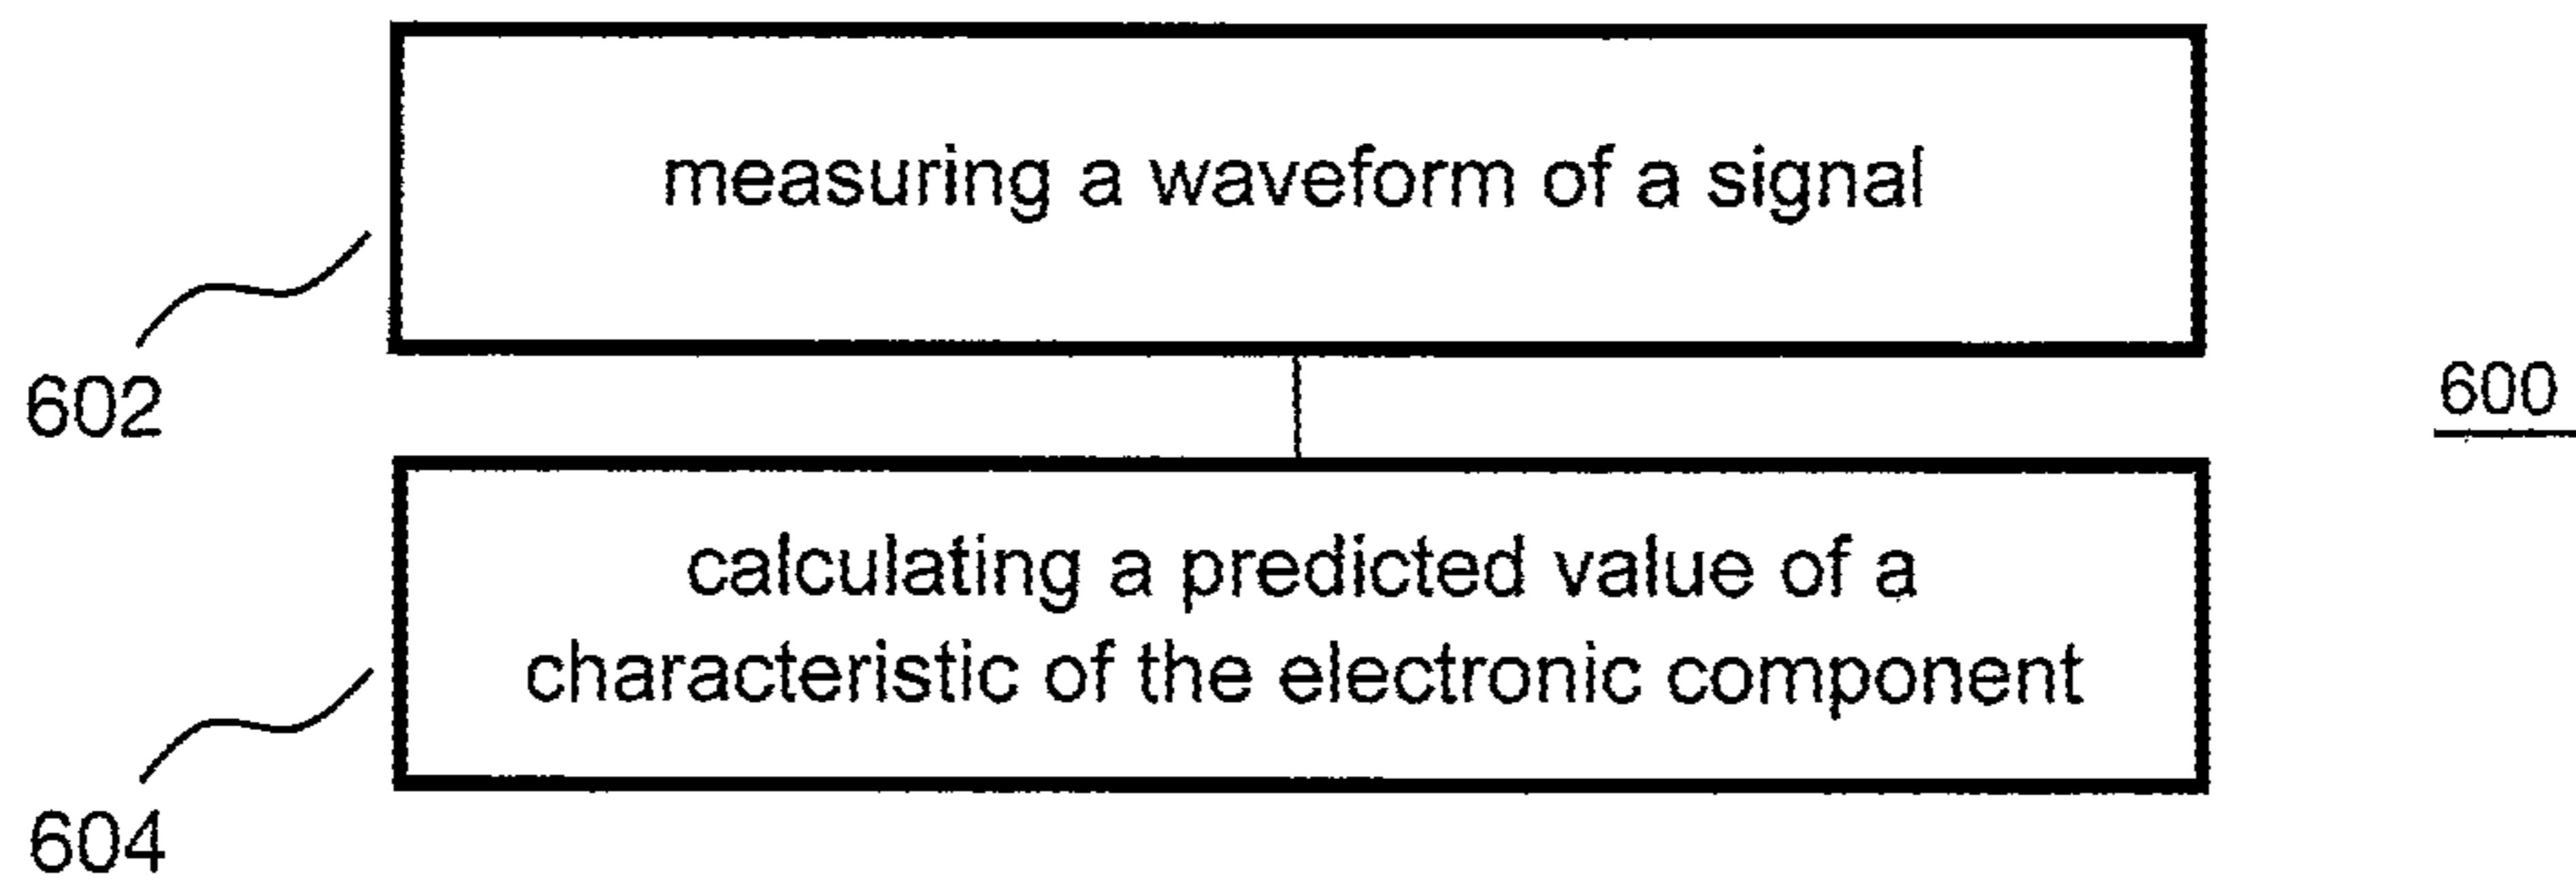 measuring a waveform of a signal
602
600
calculating a predicted value of a
characteristic of the electronic component
604